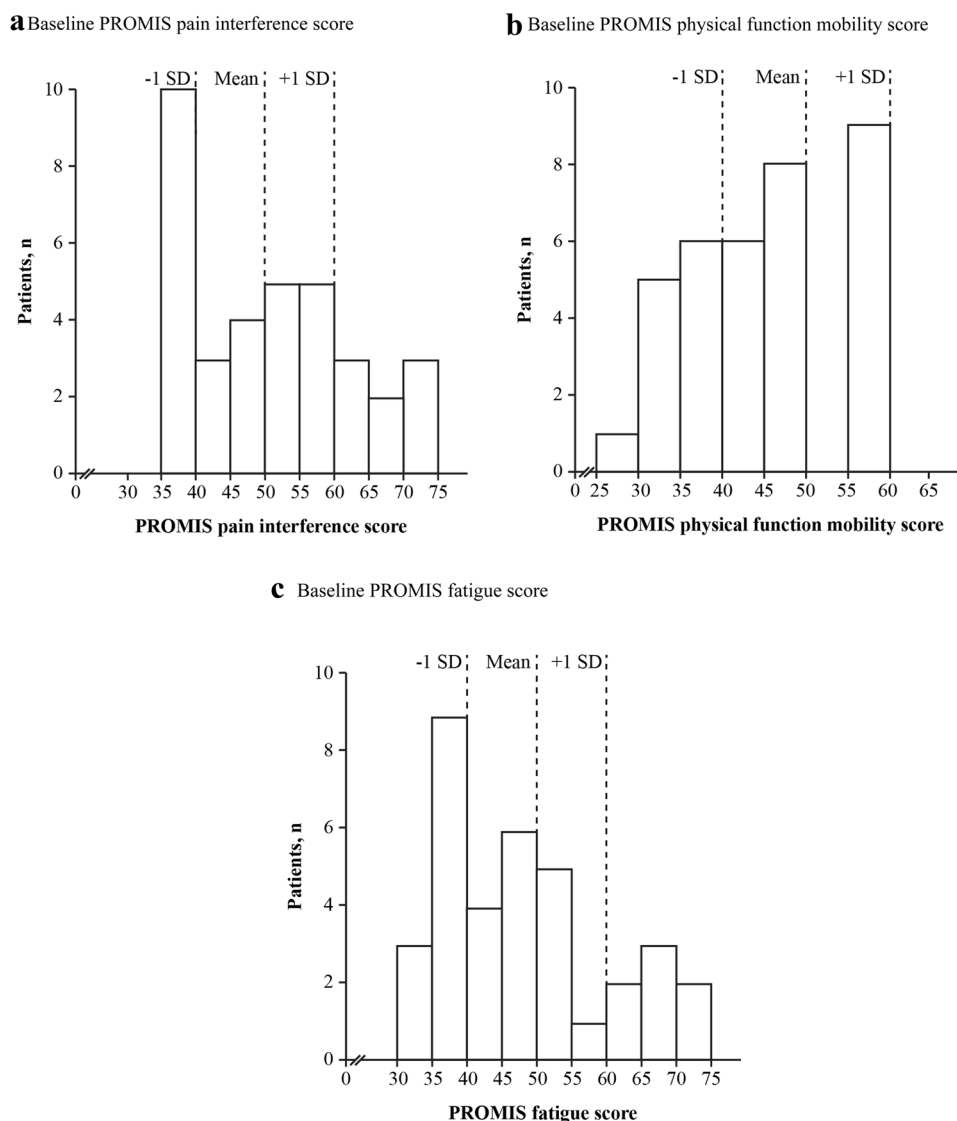 a Baseline PROMIS pain interference score
-1 SD Mean +1 SD
10
8
6
4
2
0
Patients, n
0 30 35 40 45 50 55 60 65 70 75
PROMIS pain interference score
b Baseline PROMIS physical function mobility score
-1 SD Mean +1 SD
10
8
6
4
2
0
Patients, n
0 25 30 35 40 45 50 55 60 65
PROMIS physical function mobility score
c Baseline PROMIS fatigue score
-1 SD Mean +1 SD
10
8
6
4
2
0
Patients, n
0 30 35 40 45 50 55 60 65 70 75
PROMIS fatigue score